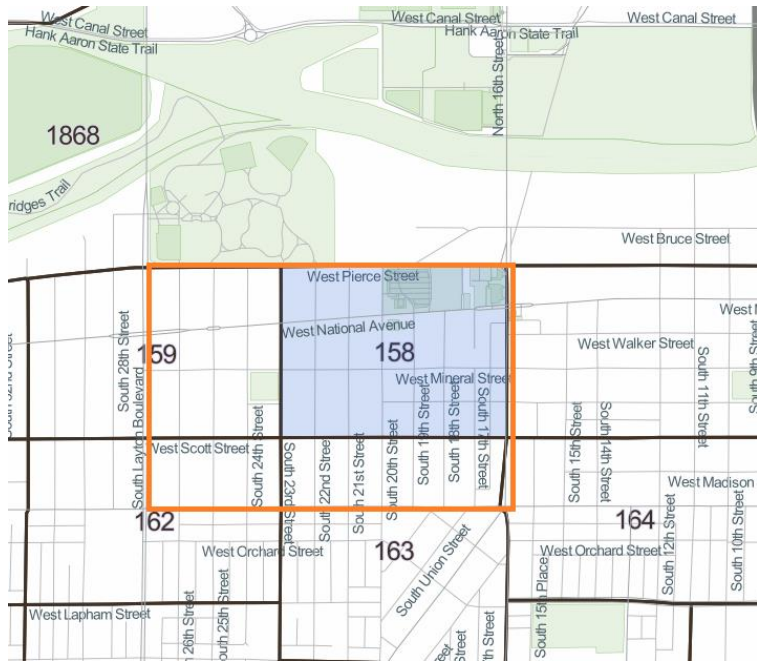 West Canal Street
Hank Aaron State Trail
West Canal Street
Hank Aaron State Trail
North 16th Street
1868
ridges Trail
West Bruce Street
West Pierce Street
West National Avenue
South 28th Street
South Layton Boulevard
159
158
West Walker Street
West Mineral Street
South 11th Street
South 9th Street
South 24th Street
South 19th Street
South 18th Street
South 17th Street
South 15th Street
South 14th Street
West Scott Street
South 23rd Street
South 22nd Street
South 21st Street
South 20th Street
West Madison
162
163
164
West Orchard Street
South Union Street
West Orchard Street
South 12th Street
South 10th Street
West Lapham Street
26th Street
South 25th Street
South 15th Place